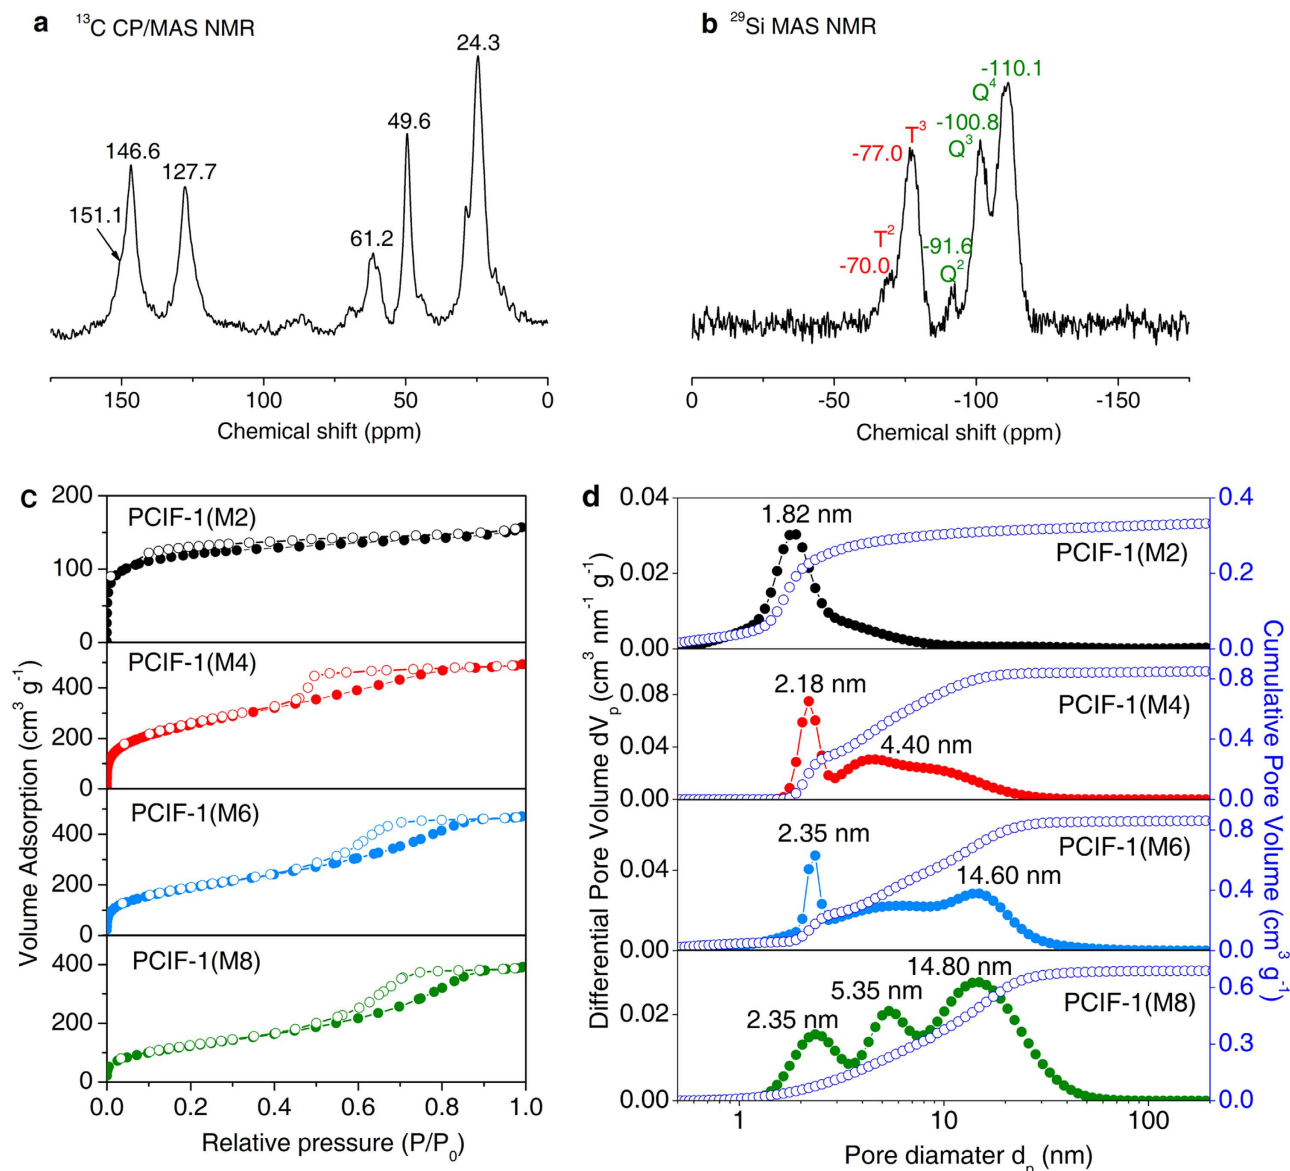 a
¹³C CP/MAS NMR
24.3
49.6
146.6
127.7
151.1
61.2
150
100
50
0
Chemical shift (ppm)
b
²⁹Si MAS NMR
-110.1
Q⁴
-100.8
Q³
T³
-77.0
T²
-70.0
-91.6
Q²
0
-50
-100
-150
Chemical shift (ppm)
c
Volume Adsorption (cm³ g⁻¹)
200
100
0
PCIF-1(M2)
400
200
0
PCIF-1(M4)
400
200
0
PCIF-1(M6)
400
200
0
PCIF-1(M8)
0.0
0.2
0.4
0.6
0.8
1.0
Relative pressure (P/P₀)
d
Differential Pore Volume dVₚ (cm³ nm⁻¹ g⁻¹)
0.04
0.02
0.00
1.82 nm
PCIF-1(M2)
0.4
0.2
0.0
0.08
0.04
0.00
2.18 nm
4.40 nm
PCIF-1(M4)
0.8
0.4
0.0
0.04
0.00
2.35 nm
14.60 nm
PCIF-1(M6)
0.8
0.4
0.0
0.02
0.00
2.35 nm
5.35 nm
14.80 nm
PCIF-1(M8)
0.6
0.3
0.0
Cumulative Pore Volume (cm³ g⁻¹)
1
10
100
Pore diamater dₚ (nm)